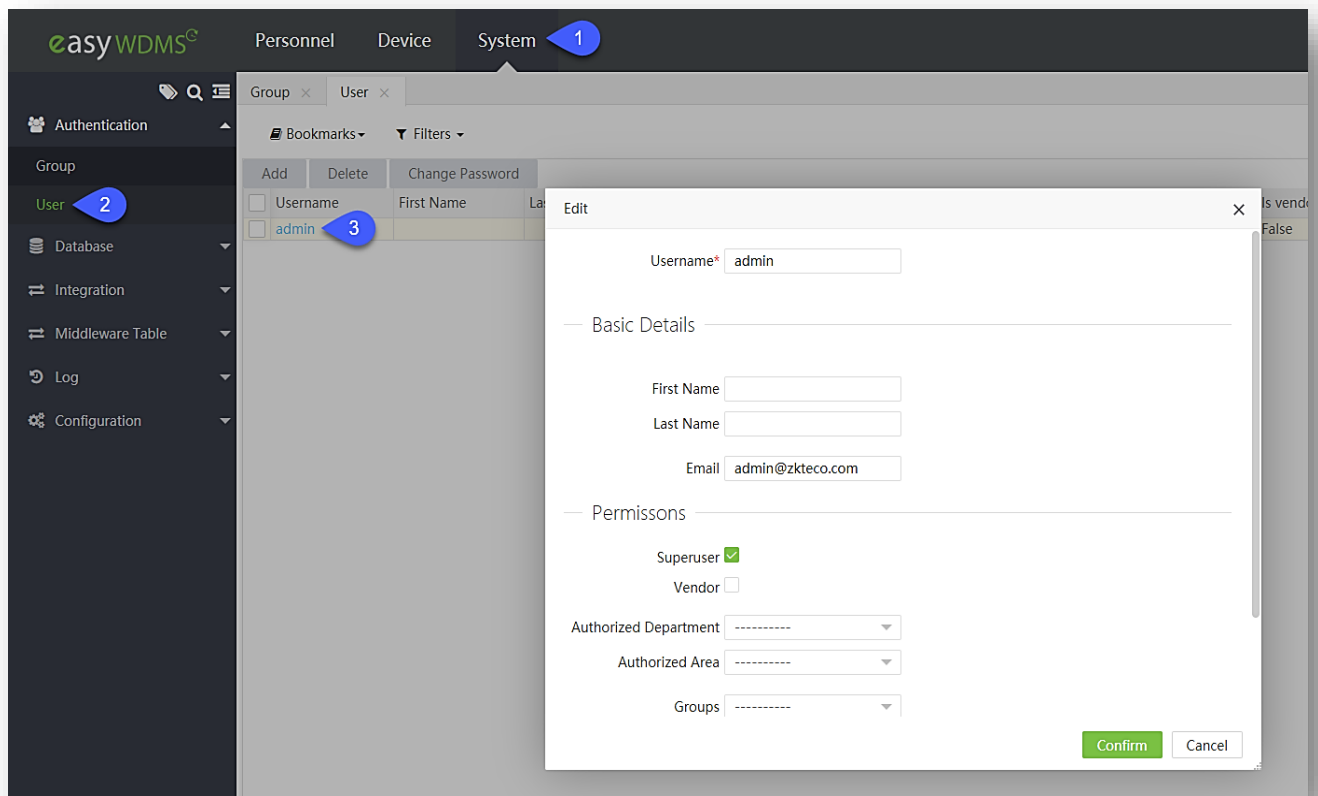 easy WDMS
Personnel Device System 1
Group × User ×
Authentication
Bookmarks Filters
Group
Add Delete Change Password
User 2
Username First Name Las Is vendo
admin 3 False
Database
Integration
Middleware Table
Log
Configuration
Edit ×
Username* admin
Basic Details
First Name
Last Name
Email admin@zkteco.com
Permissons
Superuser
Vendor
Authorized Department ----------
Authorized Area ----------
Groups ----------
Confirm Cancel